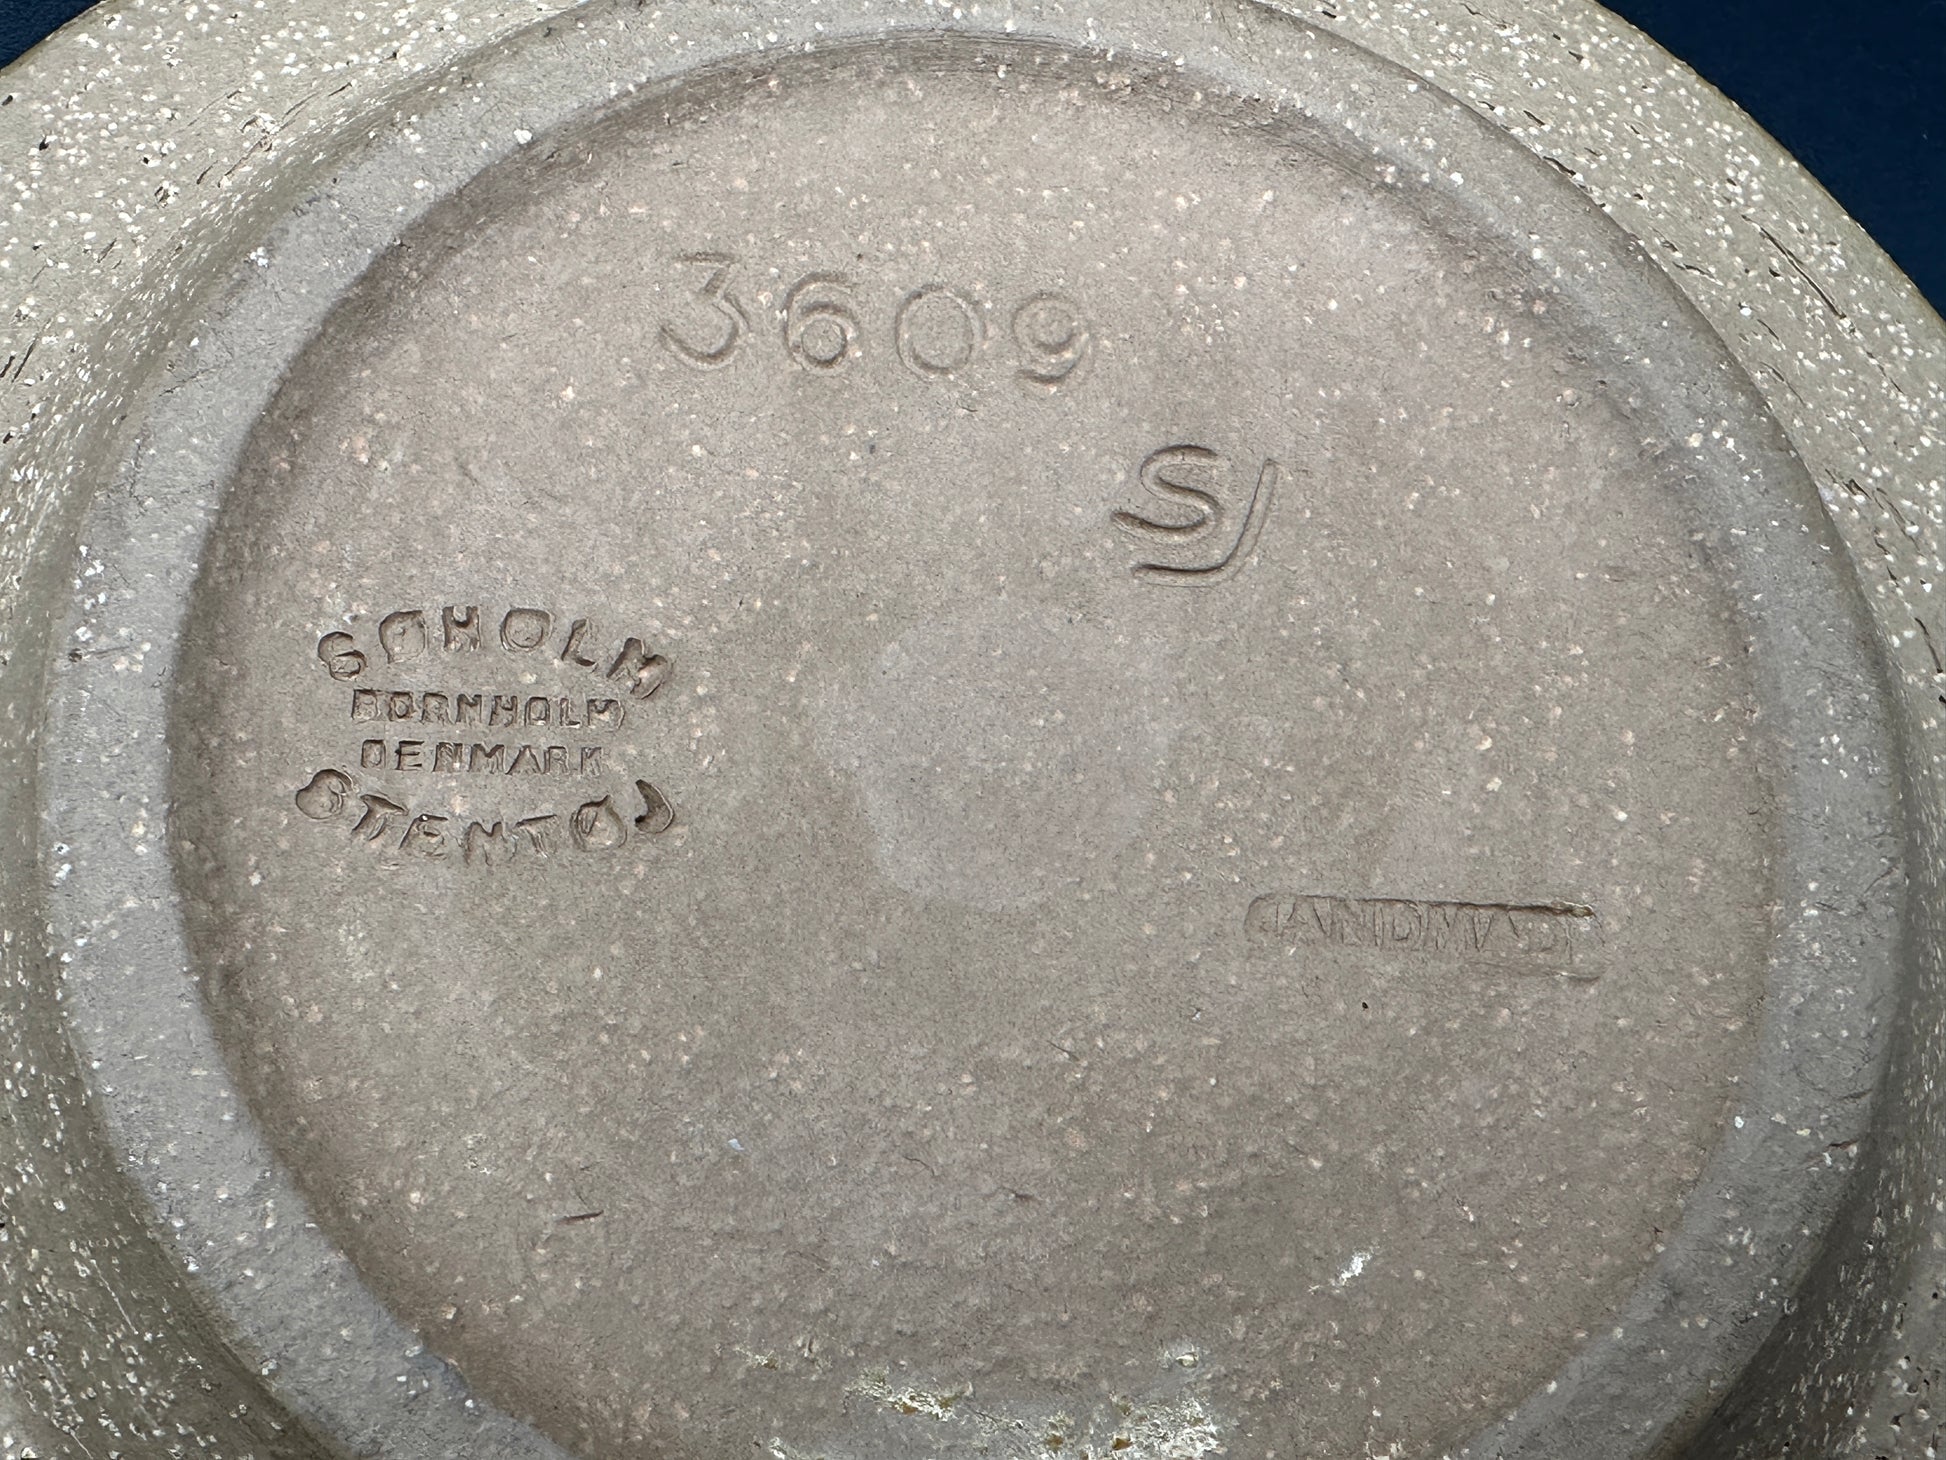 3609
SJ
SØHOLM
BORNHOLM
DENMARK
STENTØJ
HANDMADE